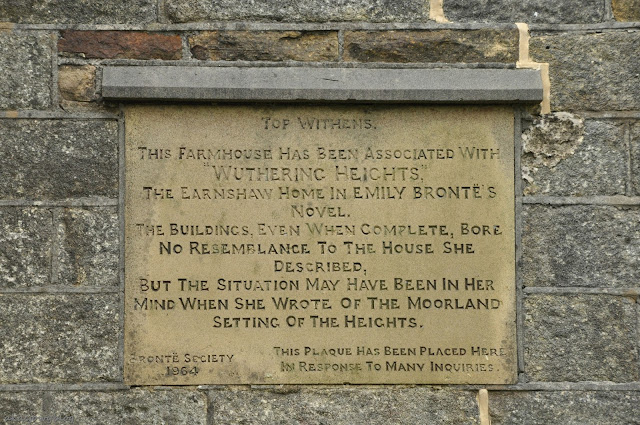 Top Withens.
This Farmhouse Has Been Associated With
"Wuthering Heights,"
The Earnshaw Home In Emily Brontë's
Novel.
The Buildings, Even When Complete, Bore
No Resemblance To The House She
Described,
But The Situation May Have Been In Her
Mind When She Wrote Of The Moorland
Setting Of The Heights.
Brontë Society
1964
This Plaque Has Been Placed Here
In Response To Many Inquiries.